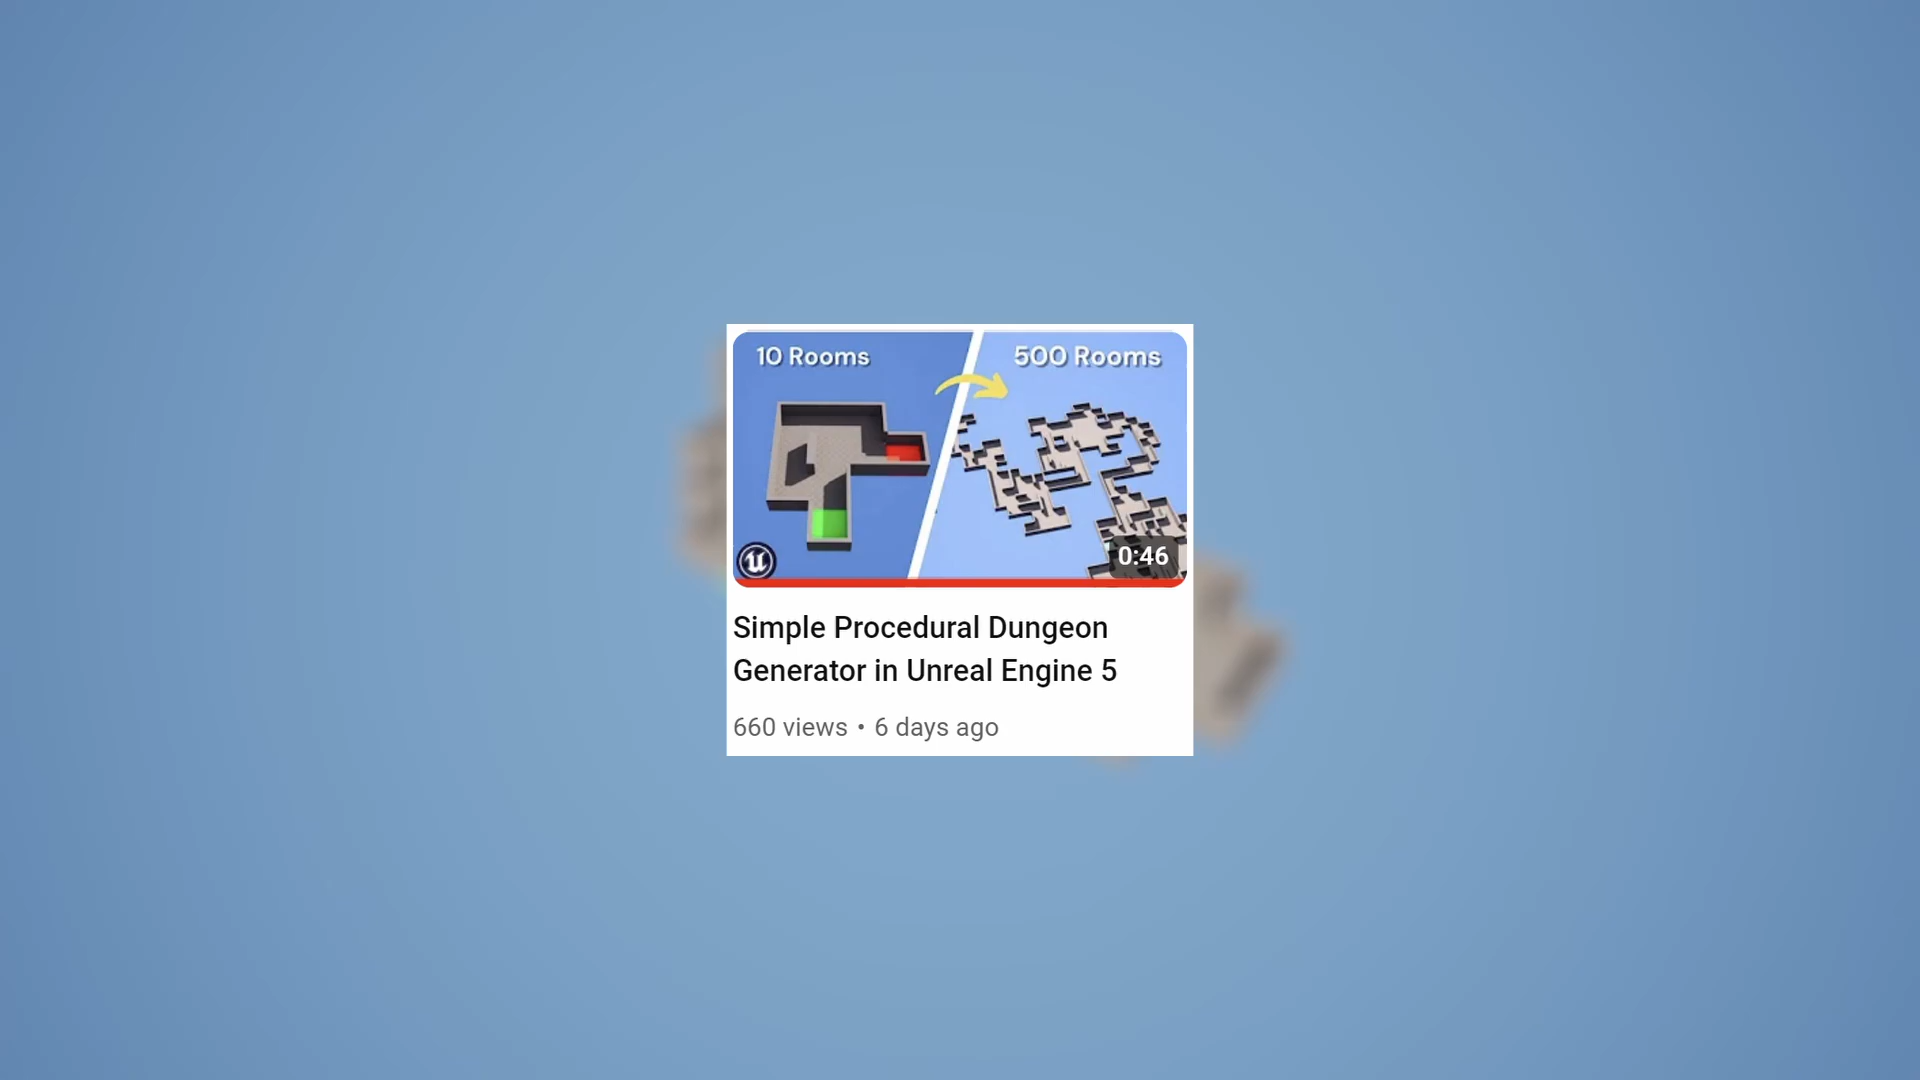 10 Rooms
500 Rooms
0:46
Simple Procedural Dungeon
Generator in Unreal Engine 5
660 views • 6 days ago